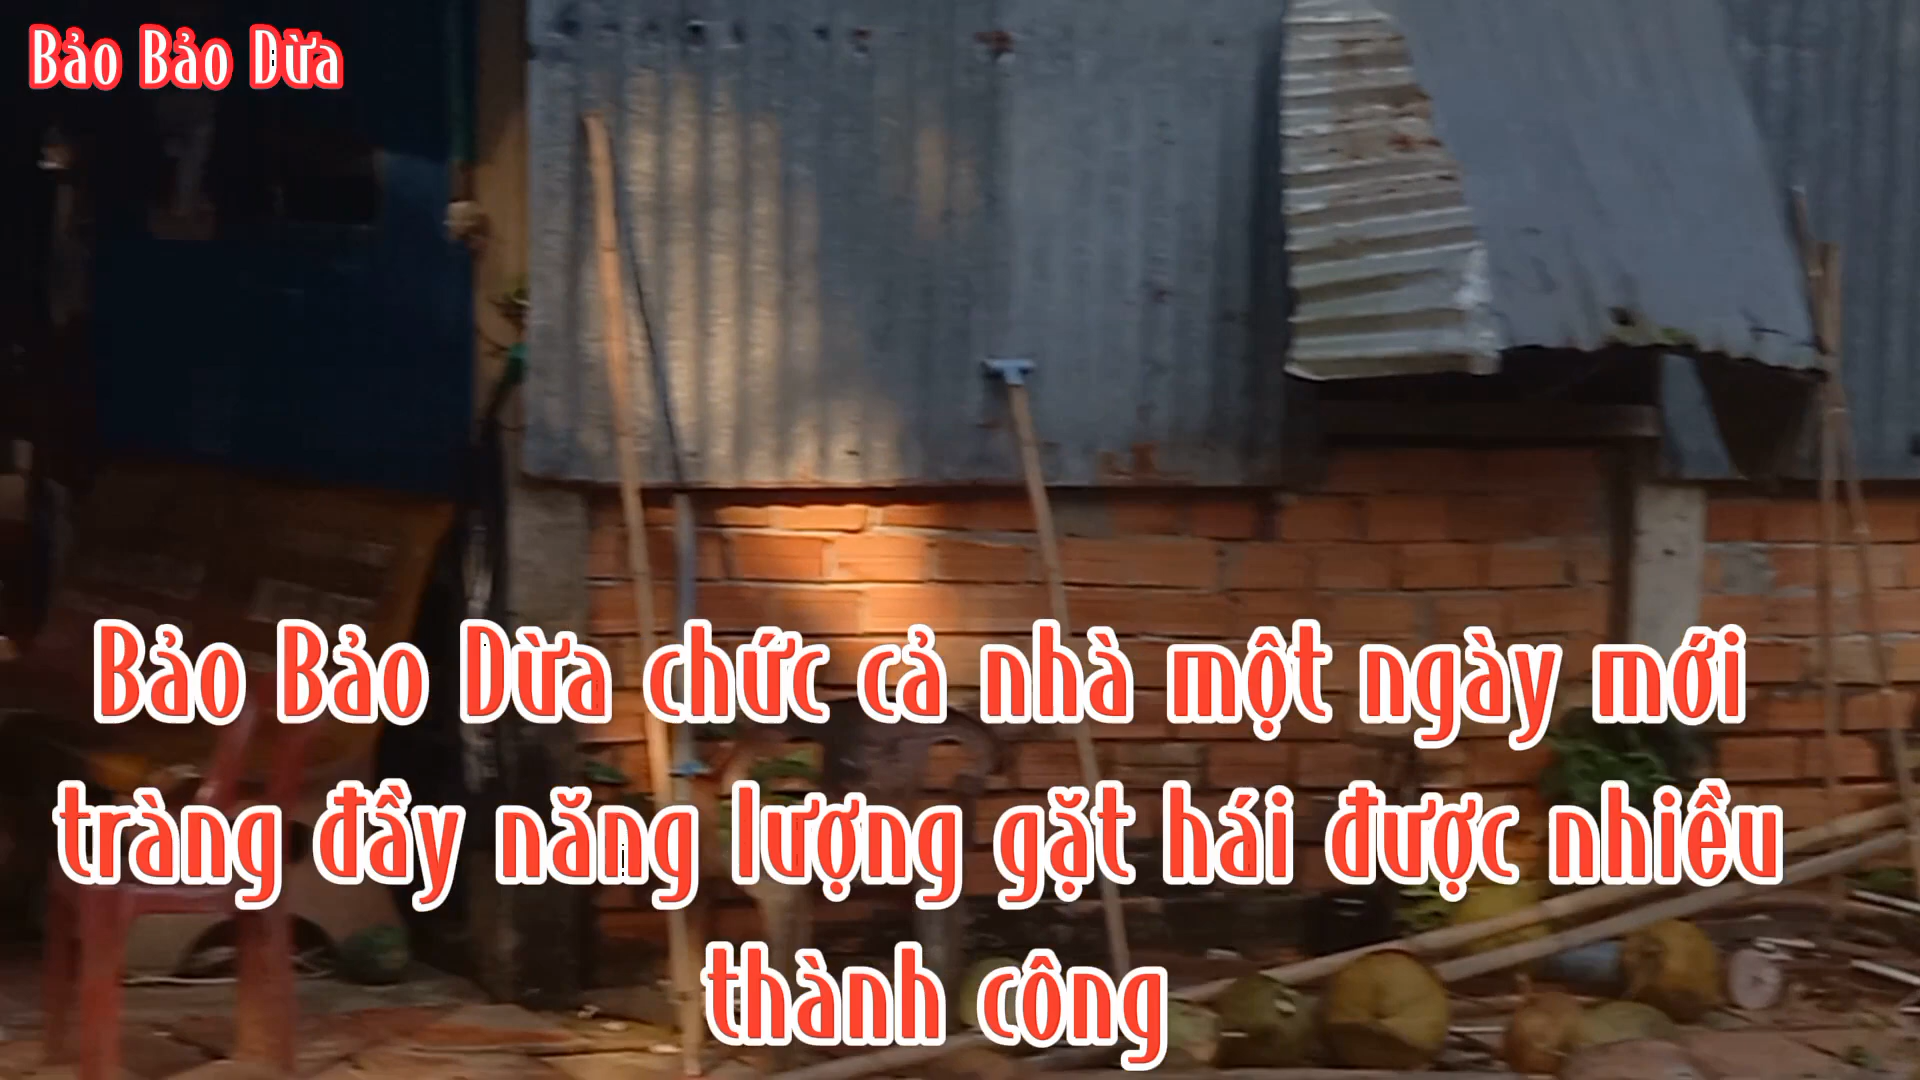 Bảo Bảo Dừa
Bảo Bảo Dừa chức cả nhà một ngày mới
tràng đầy năng lượng gặt hái được nhiều
thành công